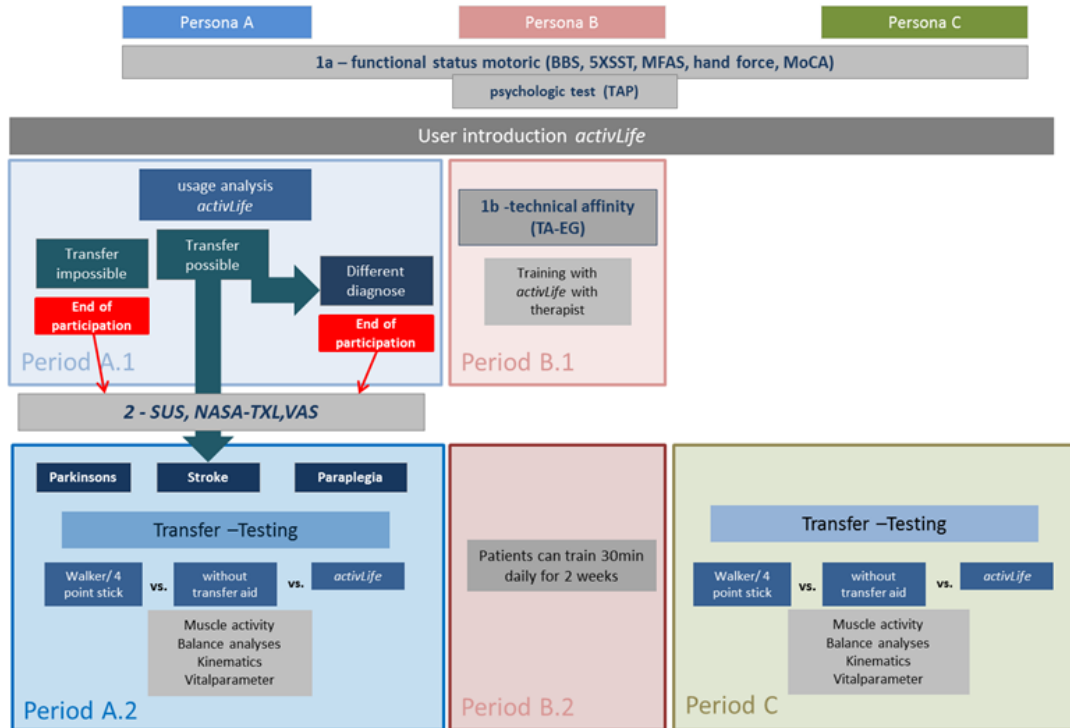 Persona A
Persona B
Persona C
1a – functional status motoric (BBS, 5XSST, MFAS, hand force, MoCA)
psychologic test (TAP)
User introduction activLife
usage analysis
activLife
Transfer
impossible
Transfer
possible
Different
diagnose
End of
participation
End of
participation
Period A.1
1b -technical affinity
(TA-EG)
Training with
activLife with
therapist
Period B.1
2 - SUS, NASA-TXL,VAS
Parkinsons
Stroke
Paraplegia
Transfer –Testing
Walker/ 4
point stick
vs.
without
transfer aid
vs.
activLife
Muscle activity
Balance analyses
Kinematics
Vitalparameter
Period A.2
Patients can train 30min
daily for 2 weeks
Period B.2
Transfer –Testing
Walker/ 4
point stick
vs.
without
transfer aid
vs.
activLife
Muscle activity
Balance analyses
Kinematics
Vitalparameter
Period C